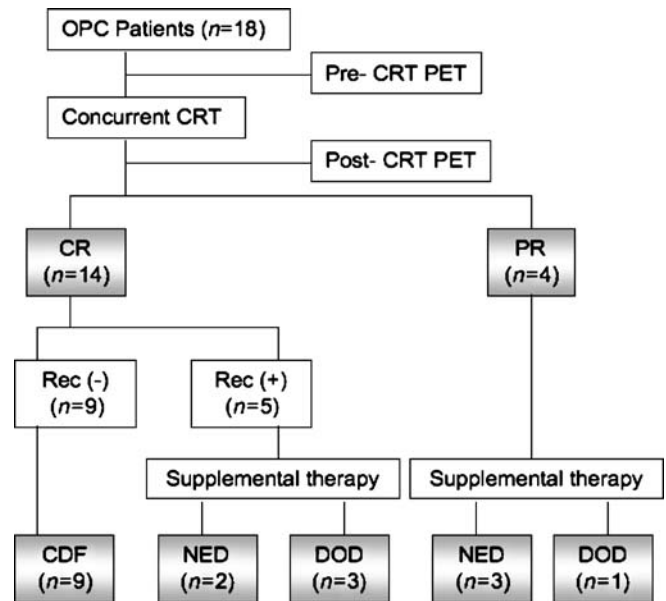 OPC Patients (n=18)
Pre- CRT PET
Concurrent CRT
Post- CRT PET
CR
(n=14)
PR
(n=4)
Rec (-)
(n=9)
Rec (+)
(n=5)
Supplemental therapy
Supplemental therapy
CDF
(n=9)
NED
(n=2)
DOD
(n=3)
NED
(n=3)
DOD
(n=1)